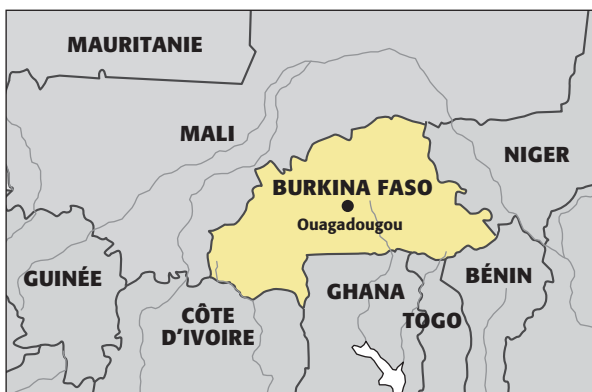 MAURITANIE
MALI
NIGER
BURKINA FASO
Ouagadougou
GUINÉE
BÉNIN
GHANA
CÔTE
D'IVOIRE
TOGO